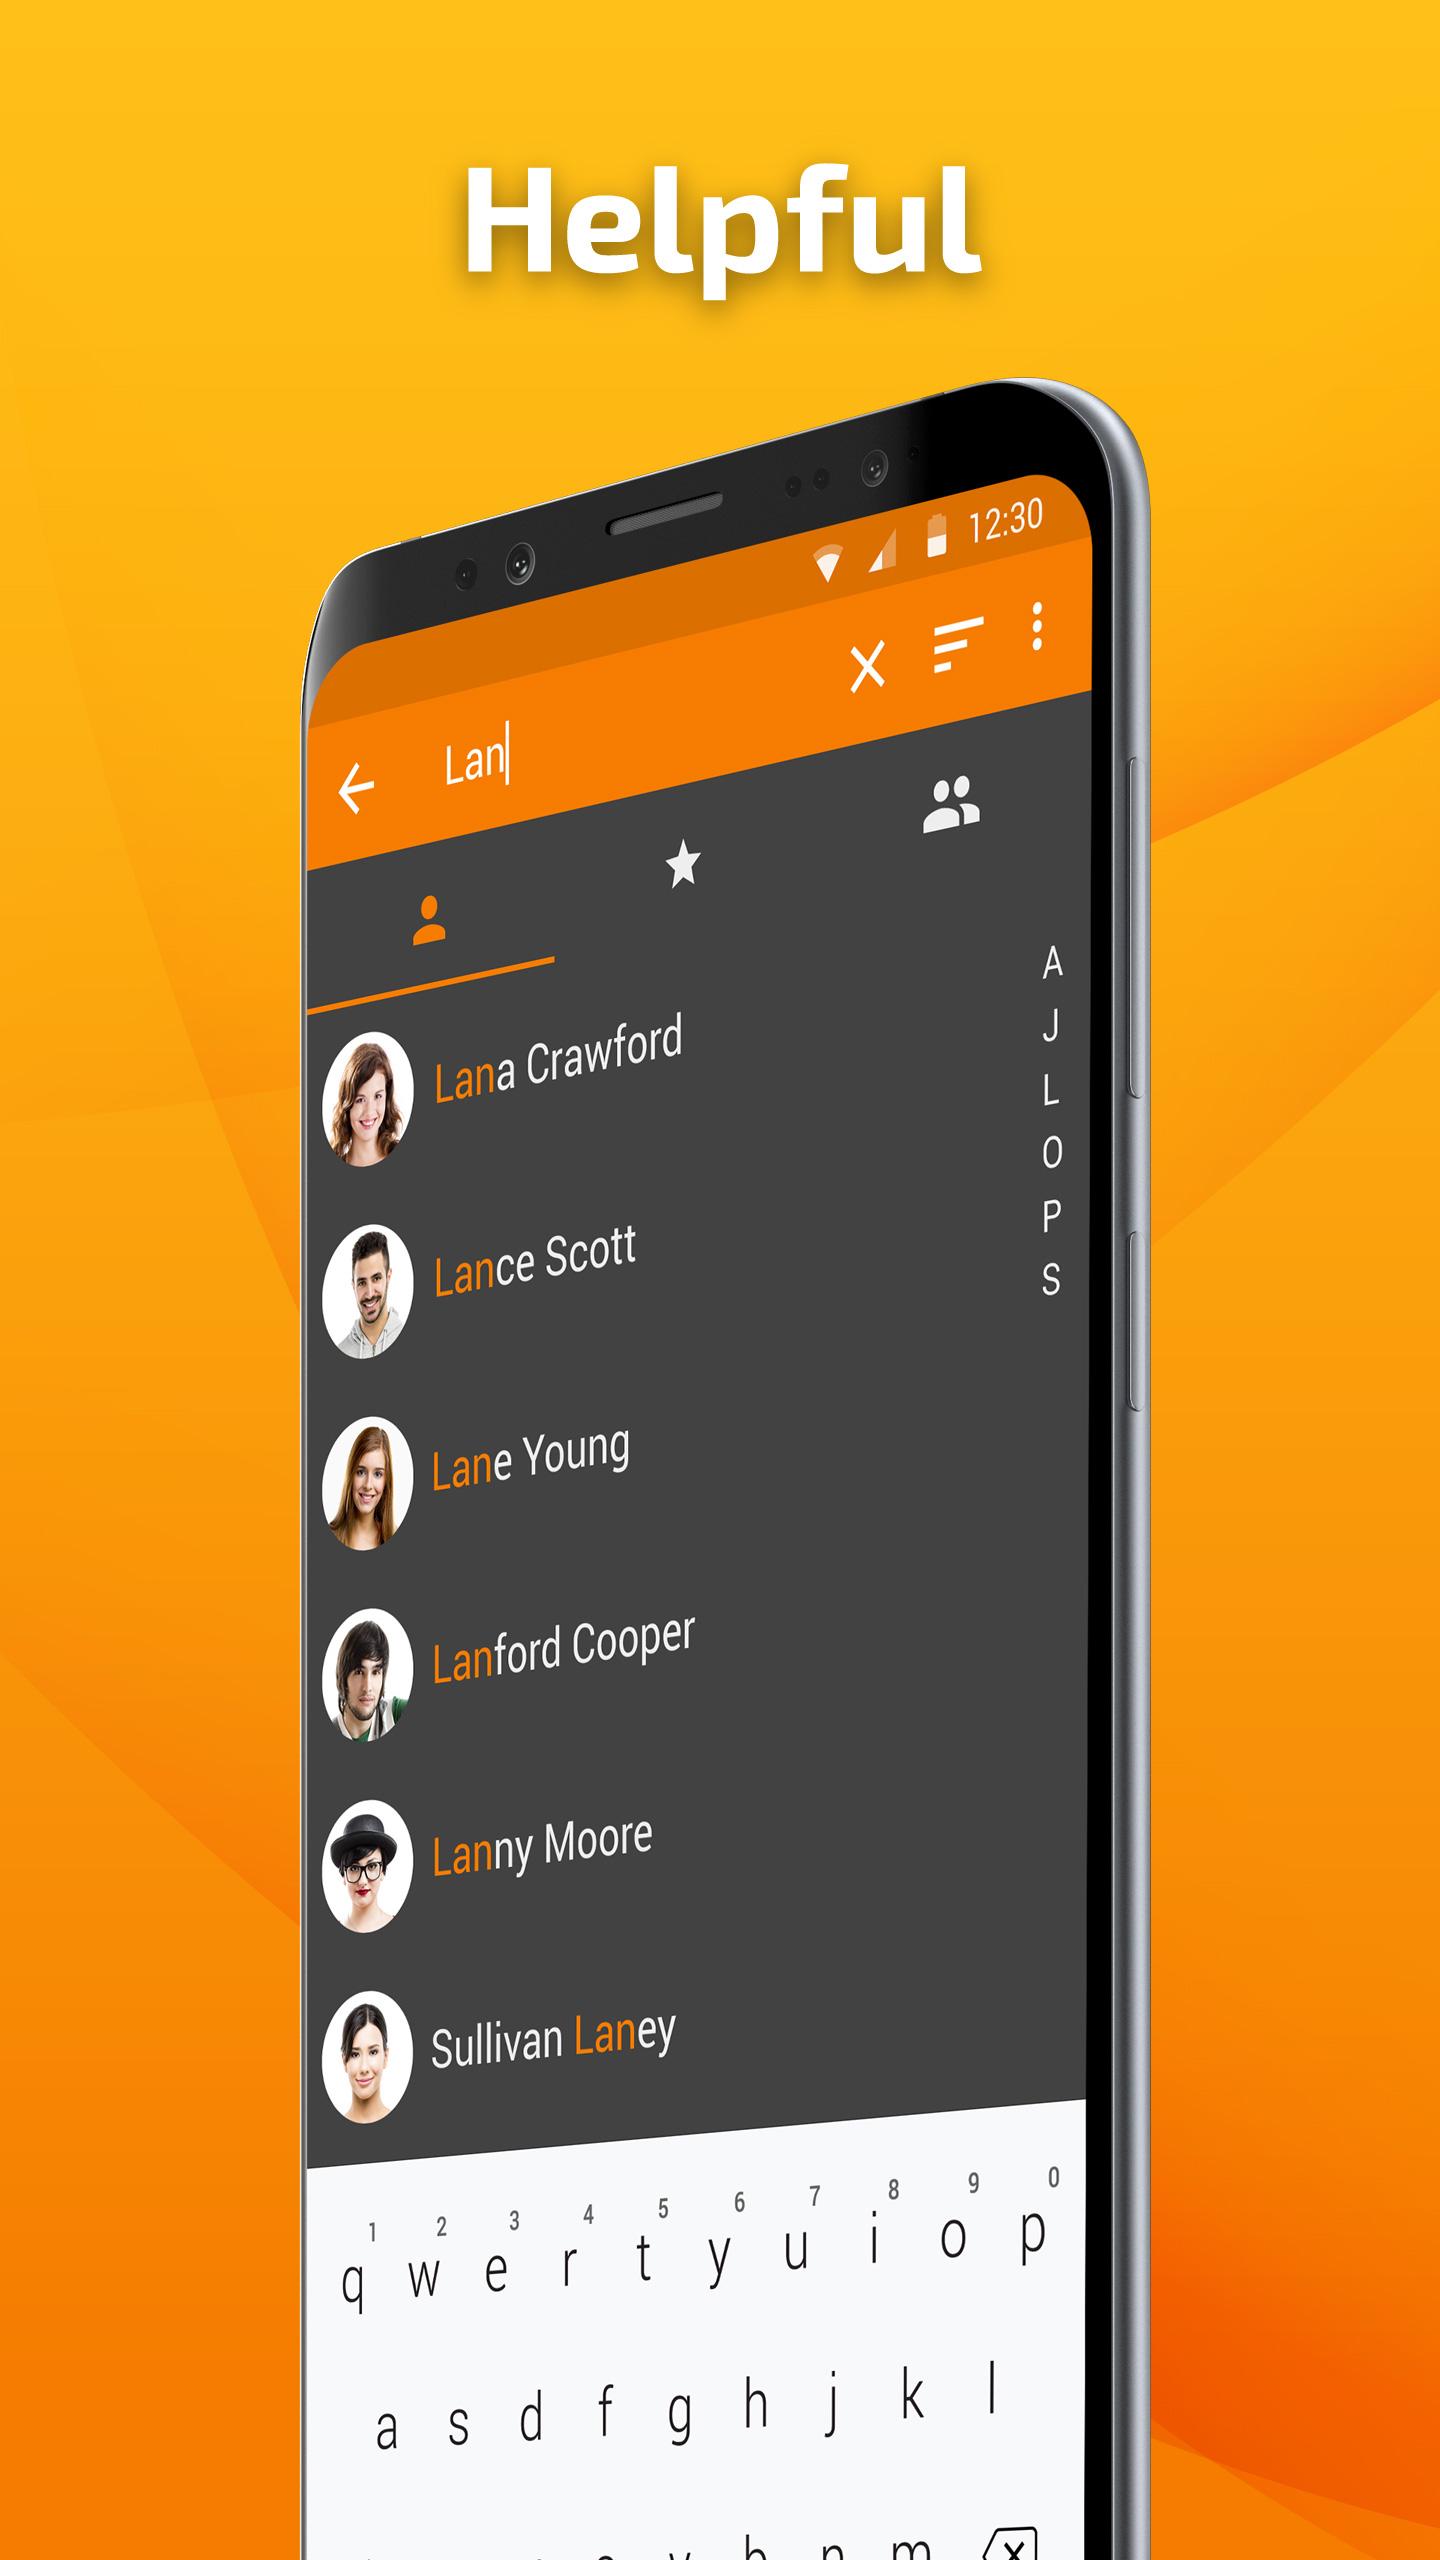 Helpful
12:30
Lan
A
J
L
O
P
S
Lana Crawford
Lance Scott
Lane Young
Lanford Cooper
Lanny Moore
Sullivan Laney
1 2 3 4 5 6 7 8 9 0
q w e r t y u i o p
a s d f g h j k l
c v b n m